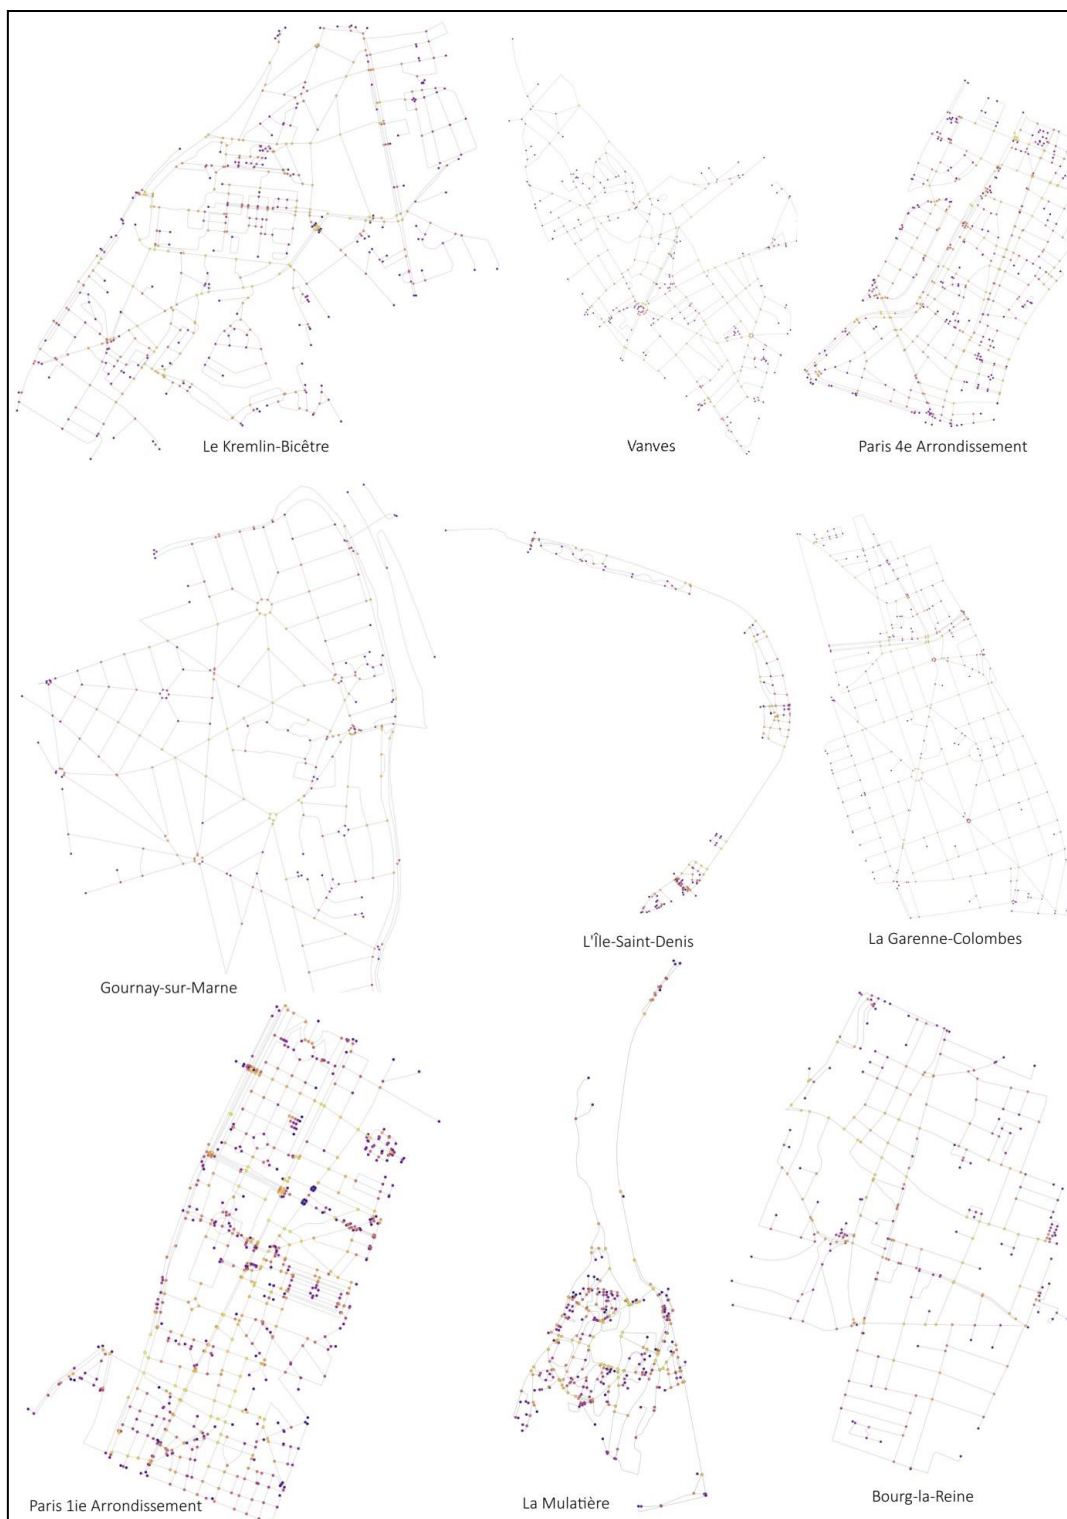 Le Kremlin-Bicêtre
Vanves
Paris 4e Arrondissement
Gournay-sur-Marne
L'Île-Saint-Denis
La Garenne-Colombes
Paris 1ie Arrondissement
La Mulatière
Bourg-la-Reine